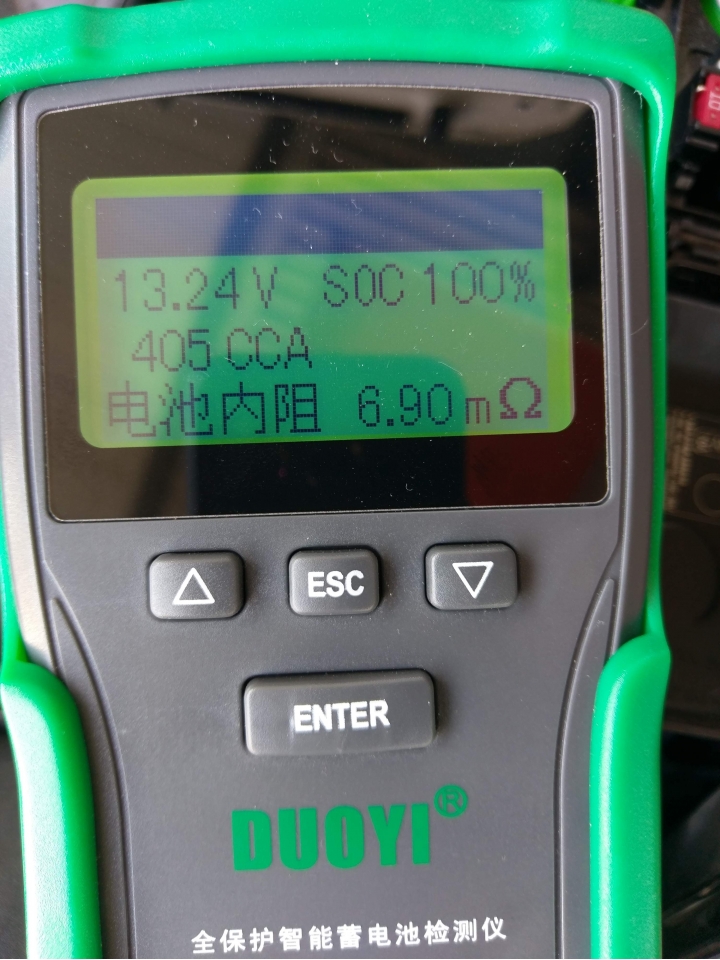 13.24V SOC 100%
405 CCA
电池内阻 6.90mΩ
△ ESC ▽
ENTER
DUOYI®
全保护智能蓄电池检测仪